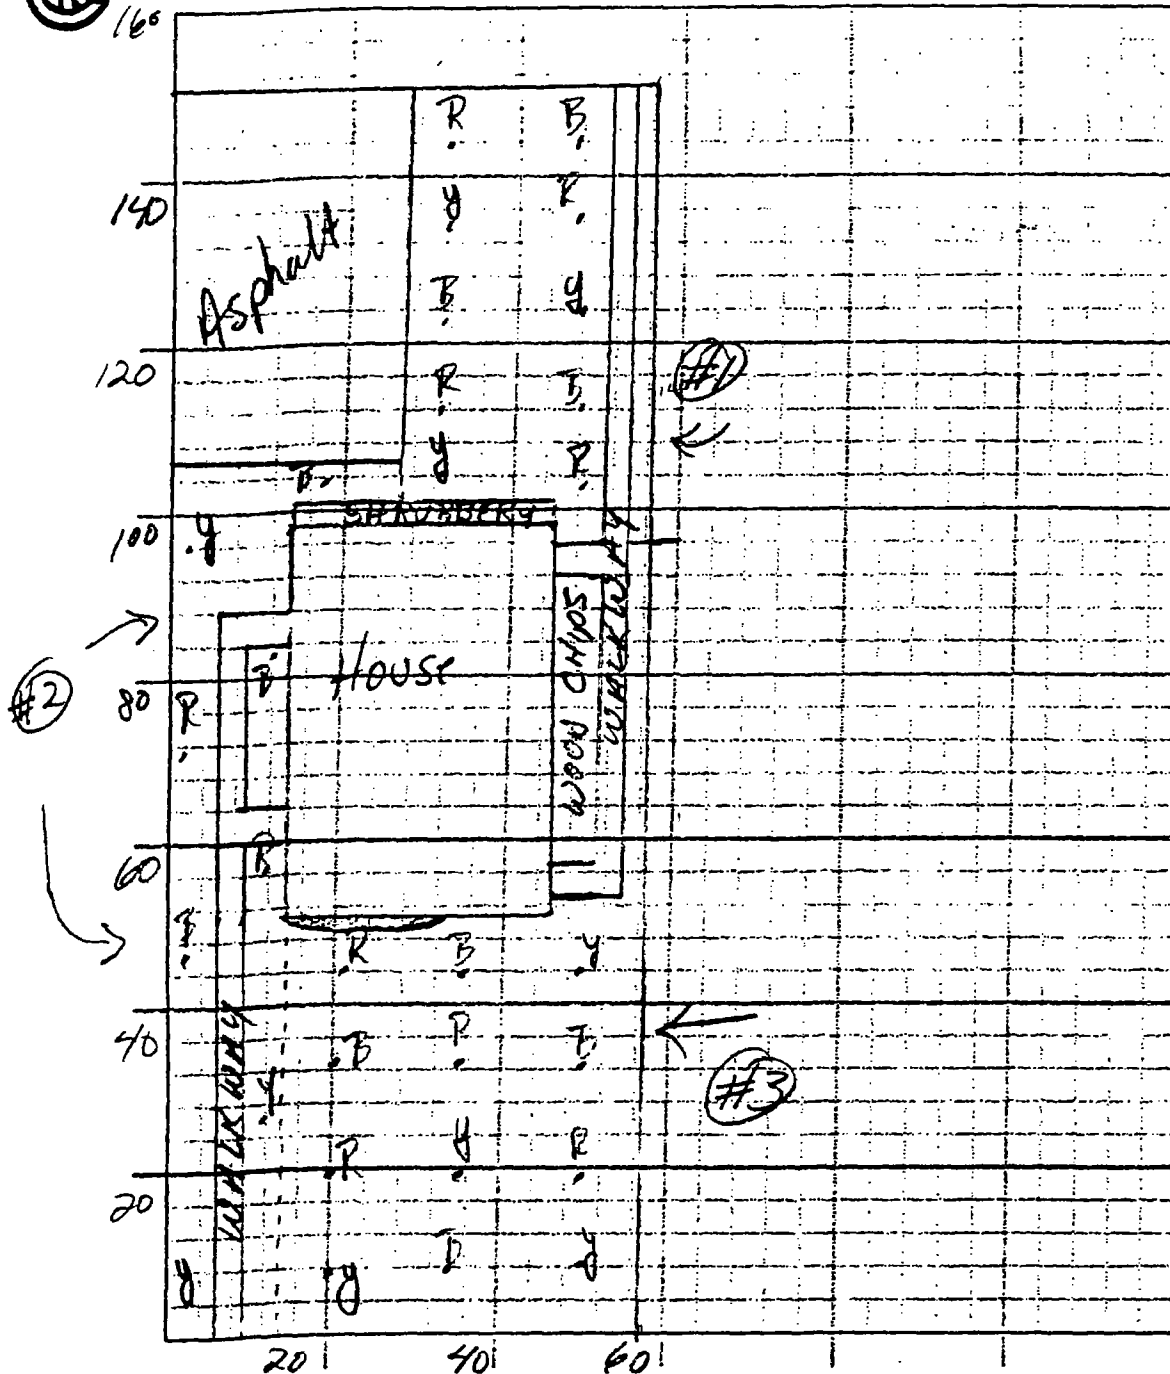 160
R B
140 y R
Asphalt
B y
120 R B #1
y R
B
SHRUBBERY
100 y
#2
B HOUSE
80 R
WOOD CHIPS
WALKWAY
60 R
R B y
40 B R B
#3
WALKWAY
R y R
20
y y y
20 40 60